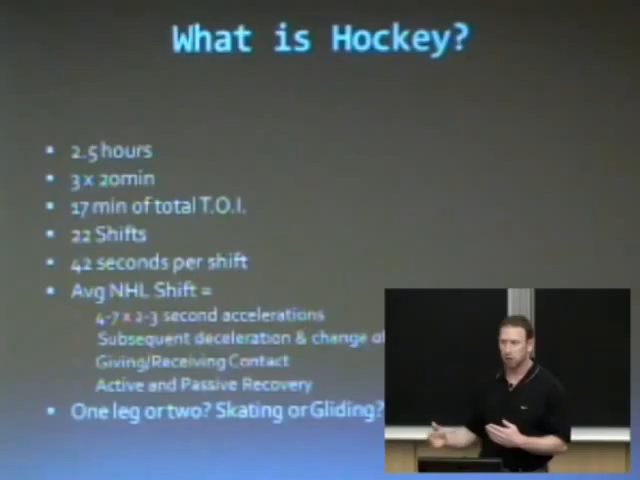 What is Hockey?
2.5 hours
3 x 20min
17 min of total T.O.I.
22 Shifts
42 seconds per shift
Avg NHL Shift =
4-7 x 2-3 second accelerations
Subsequent deceleration & change of
Giving/Receiving Contact
Active and Passive Recovery
One leg or two? Skating or Gliding?